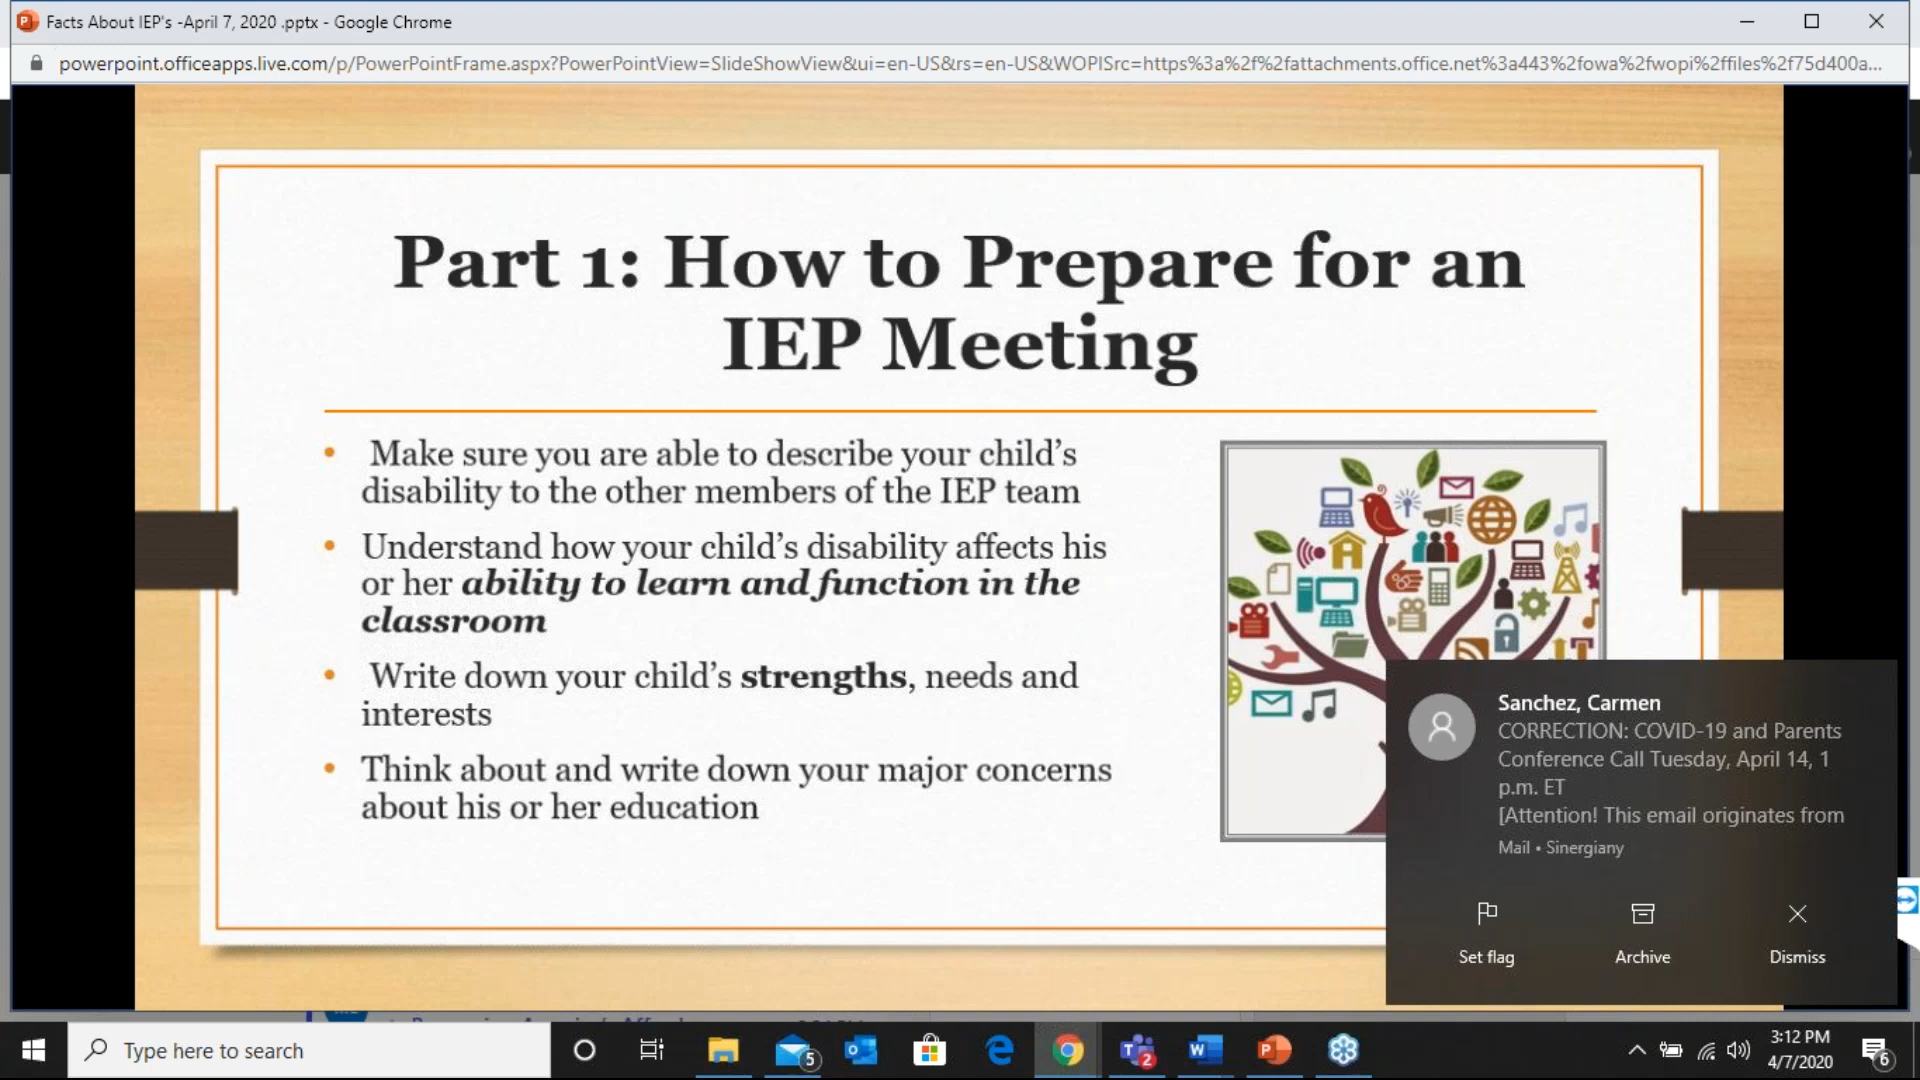 Facts About IEP's -April 7, 2020 .pptx - Google Chrome
powerpoint.officeapps.live.com/p/PowerPointFrame.aspx?PowerPointView=SlideShowView&ui=en-US&rs=en-US&WOPISrc=https%3a%2f%2fattachments.office.net%3a443%2fowa%2fwopi%2ffiles%2f75d400a...
Part 1: How to Prepare for an
IEP Meeting
• Make sure you are able to describe your child's
disability to the other members of the IEP team
• Understand how your child's disability affects his
or her ability to learn and function in the
classroom
• Write down your child's strengths, needs and
interests
• Think about and write down your major concerns
about his or her education
Sanchez, Carmen
CORRECTION: COVID-19 and Parents
Conference Call Tuesday, April 14, 1
p.m. ET
[Attention! This email originates from
Mail • Sinergiany
Set flag
Archive
Dismiss
Type here to search
5
2
3:12 PM
4/7/2020
6